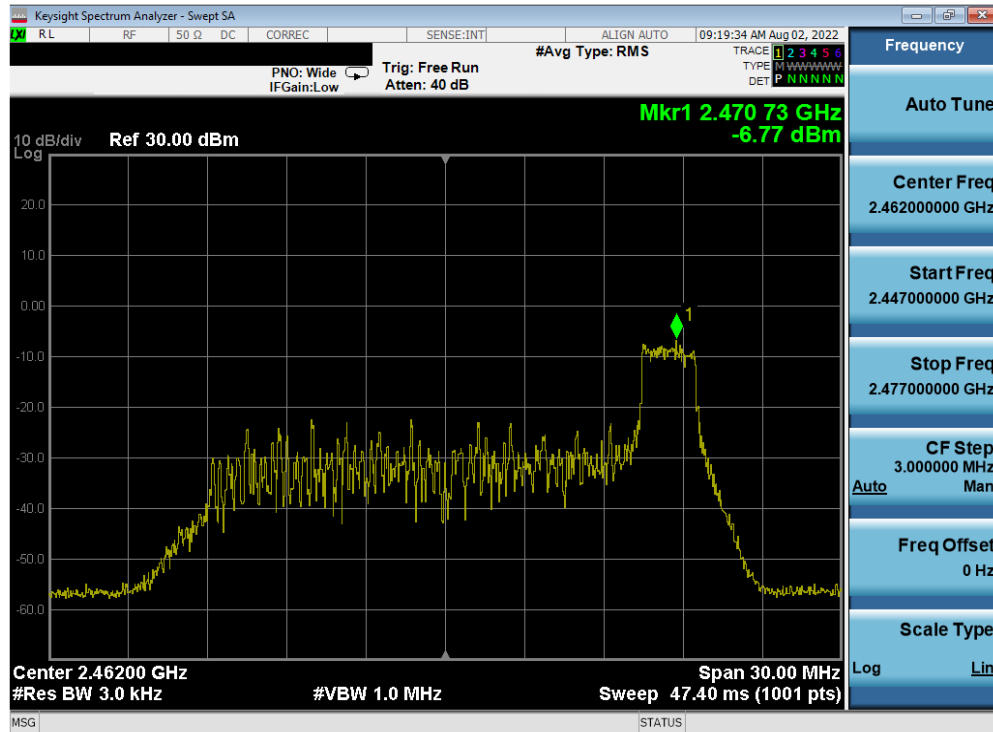 Keysight Spectrum Analyzer - Swept SA
LXI RL RF 50 Ω DC CORREC SENSE:INT ALIGN AUTO 09:19:34 AM Aug 02, 2022
PNO: Wide
IFGain:Low
Trig: Free Run
Atten: 40 dB
#Avg Type: RMS
TRACE 1 2 3 4 5 6
TYPE M WWWWW
DET P N N N N N
Mkr1 2.470 73 GHz
-6.77 dBm
10 dB/div Ref 30.00 dBm
Log
20.0
10.0
0.00
-10.0
-20.0
-30.0
-40.0
-50.0
-60.0
1
Center 2.46200 GHz Span 30.00 MHz
#Res BW 3.0 kHz #VBW 1.0 MHz Sweep 47.40 ms (1001 pts)
MSG STATUS
Frequency
Auto Tune
Center Freq
2.462000000 GHz
Start Freq
2.447000000 GHz
Stop Freq
2.477000000 GHz
CF Step
3.000000 MHz
Auto Man
Freq Offset
0 Hz
Scale Type
Log Lin